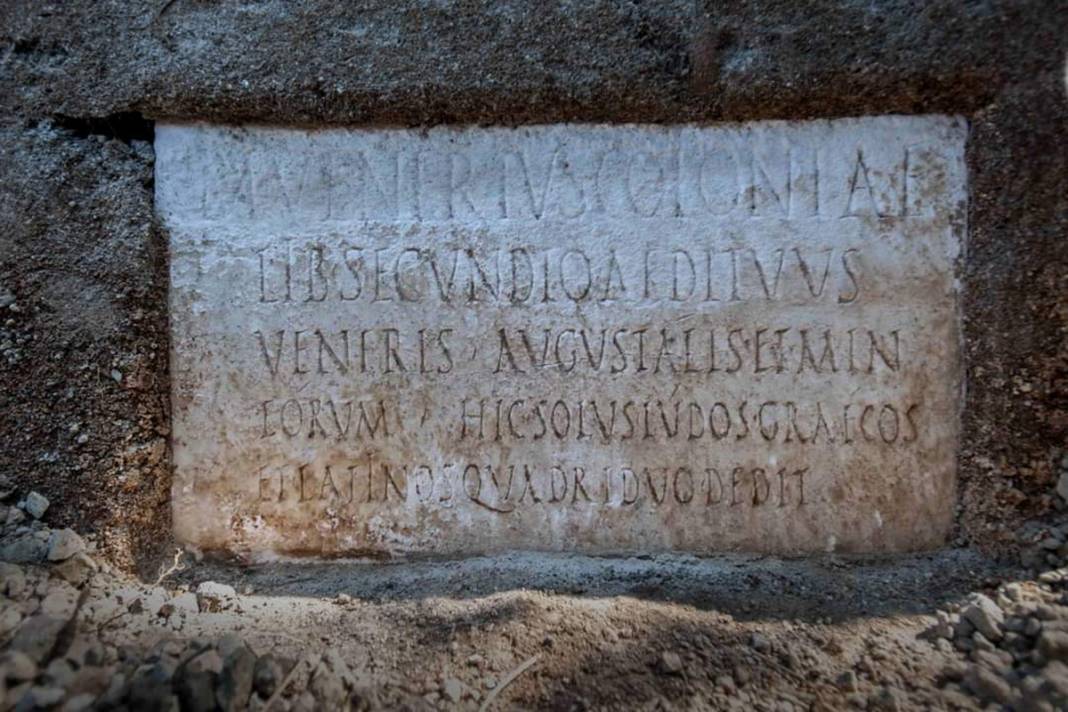 M VENERIVS COLONIAE
LIB SECVNDIO AEDITVVS
VENERIS · AVGVSTALIS ET MIN
EORVM · HIC SOLVS LVDOS · GRAECOS
ET LATINOS QVADRIDVO · DEDIT